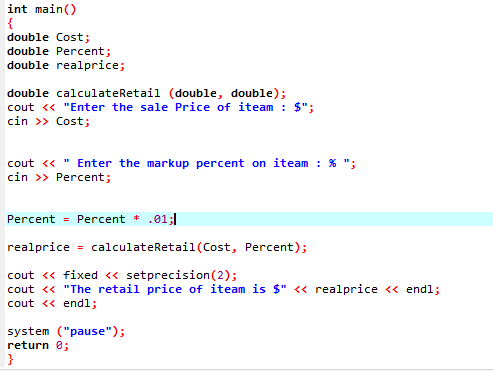 int main()
{
double Cost;
double Percent;
double realprice;
double calculateRetail (double, double);
cout << "Enter the sale Price of iteam : $";
cin >> Cost;
cout << " Enter the markup percent on iteam : % ";
cin >> Percent;
Percent = Percent * .01;
realprice = calculateRetail(Cost, Percent);
cout << fixed << setprecision(2);
cout << "The retail price of iteam is $" << realprice << endl;
cout << endl;
system ("pause");
return 0;
}